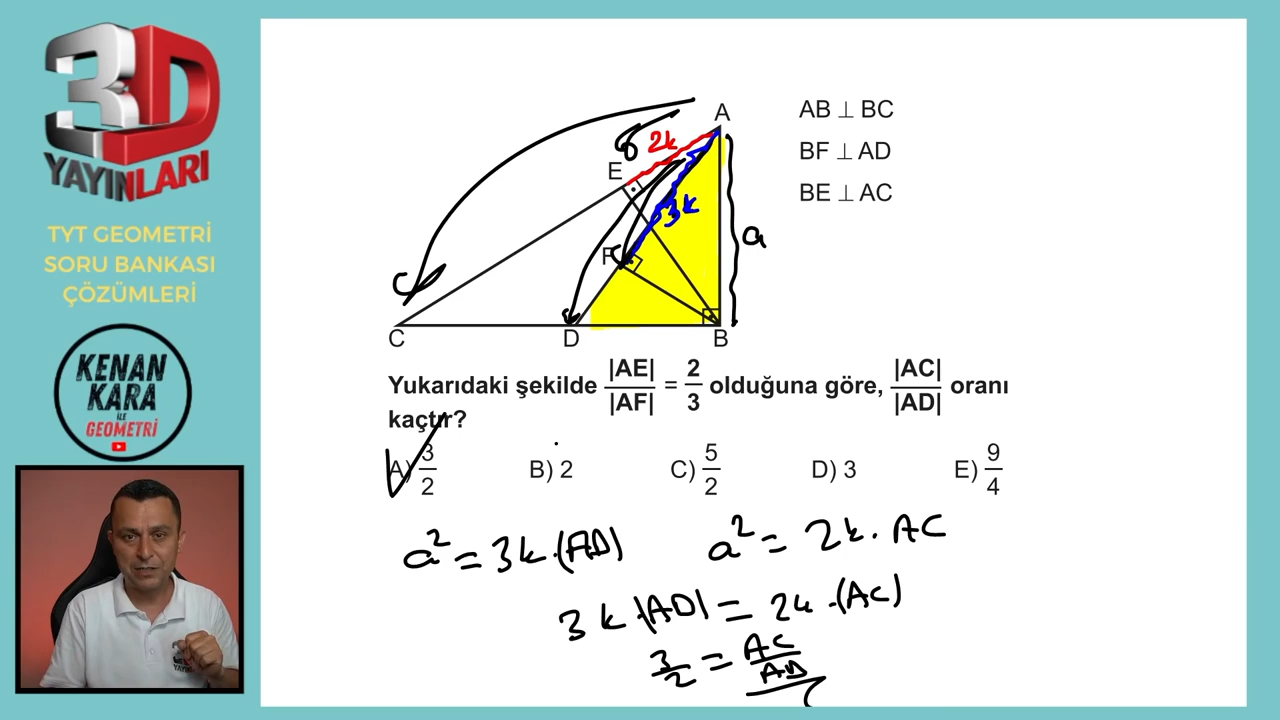 3D
YAYINLARI
TYT GEOMETRİ
SORU BANKASI
ÇÖZÜMLERİ
KENAN
KARA
İLE
GEOMETRİ
YAYIN
A
E
F
C
D
B
2k
3k
a
AB ⊥ BC
BF ⊥ AD
BE ⊥ AC
Yukarıdaki şekilde |AE|/|AF| = 2/3 olduğuna göre, |AC|/|AD| oranı
kaçtır?
A) 3/2 B) 2 C) 5/2 D) 3 E) 9/4
a² = 3k.(AD) a² = 2k. AC
3k |AD| = 2k .(AC)
3/2 = AC/AD